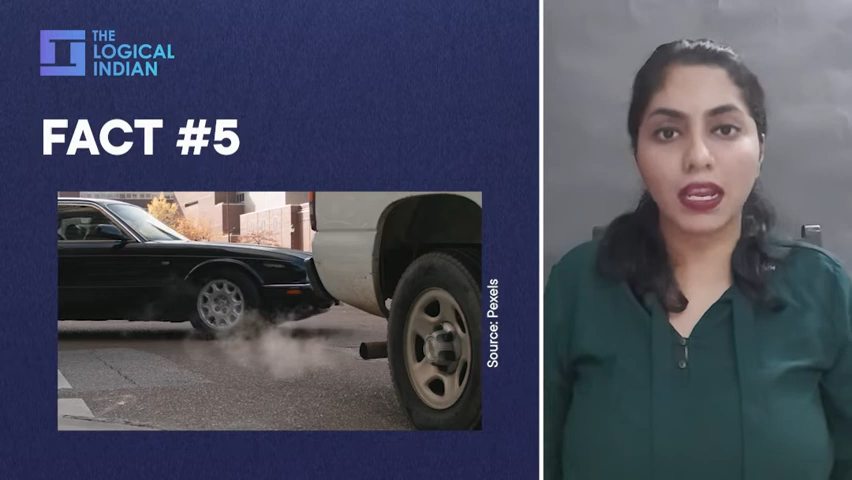 THE
LOGICAL
INDIAN
FACT #5
Source: Pexels